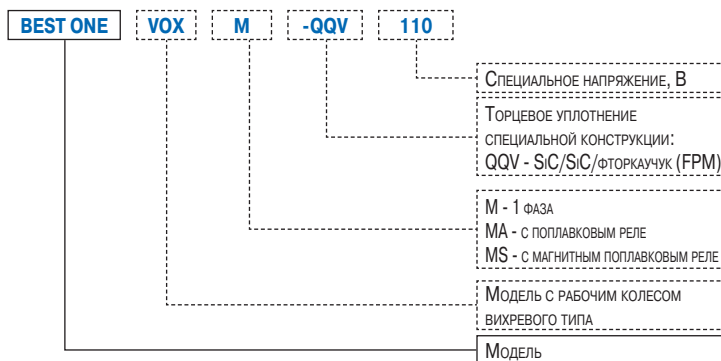 BEST ONE VOX M -QQV 110
Специальное напряжение, В
Торцевое уплотнение
специальной конструкции:
QQV - SiC/SiC/фторкаучук (FPM)
М - 1 фаза
МА - с поплавковым реле
MS - с магнитным поплавковым реле
Модель с рабочим колесом
вихревого типа
Модель